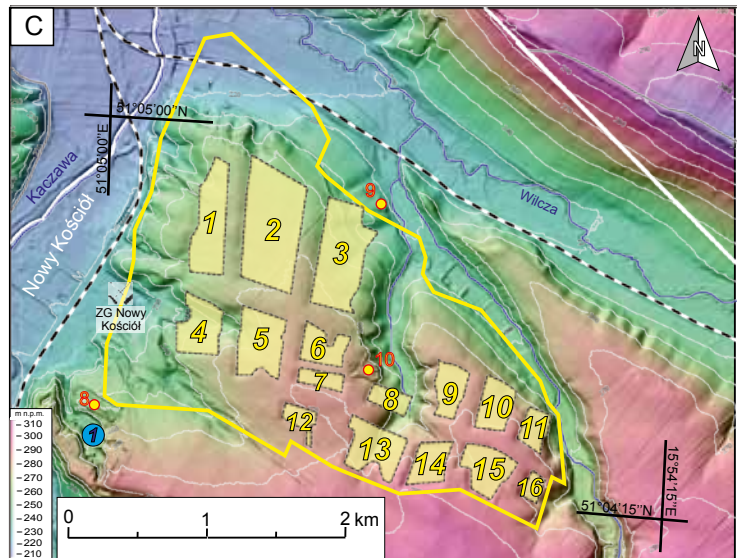 C
N
51°05'00"N
51°05'00"E
Kaczawa
Nowy Kościół
Wilcza
9
1
2
3
ZG Nowy
Kościół
4
5
6
10
7
8
9
10
11
12
13
14
15
16
1
m n.p.m.
310
300
290
280
270
260
250
240
230
220
210
15°54'15"E
51°04'15"N
0
1
2 km